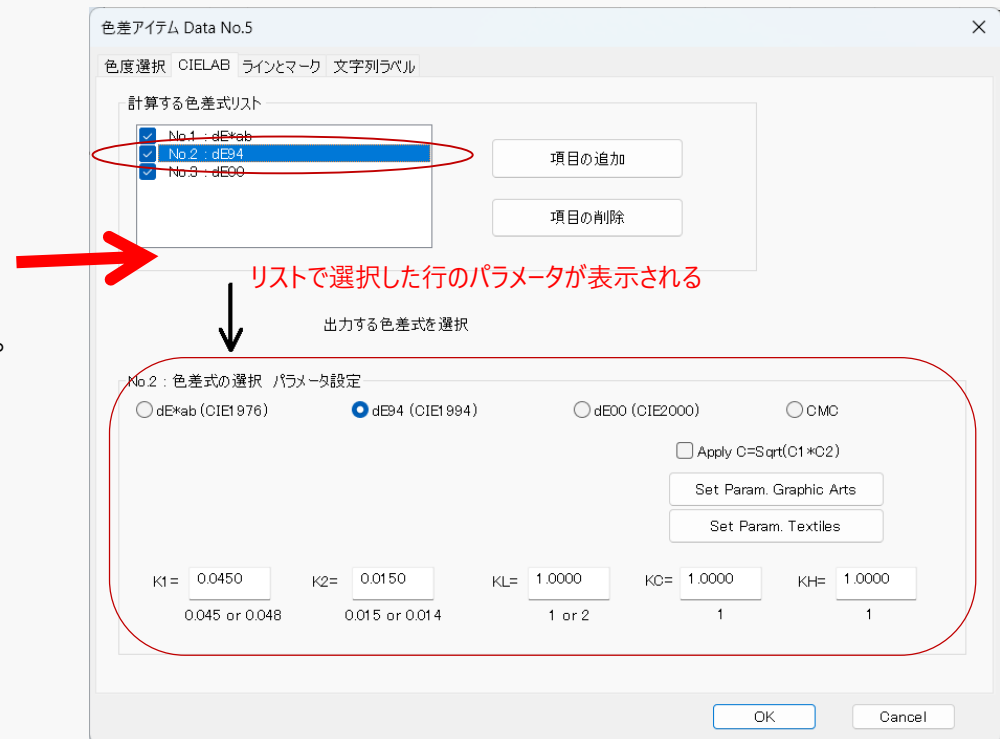 色差アイテム Data No.5
色度選択 CIELAB ラインとマーク 文字列ラベル
計算する色差式リスト
No.1 : dE*ab
No.2 : dE94
No.3 : dE00
項目の追加
項目の削除
リストで選択した行のパラメータが表示される
出力する色差式を選択
。
No.2 : 色差式の選択 パラメータ設定
dE*ab (CIE1976) dE94 (CIE1994) dE00 (CIE2000) CMC
Apply C=Sqrt(C1*C2)
Set Param. Graphic Arts
Set Param. Textiles
K1= 0.0450 K2= 0.0150 KL= 1.0000 KC= 1.0000 KH= 1.0000
0.045 or 0.048 0.015 or 0.014 1 or 2 1 1
OK Cancel